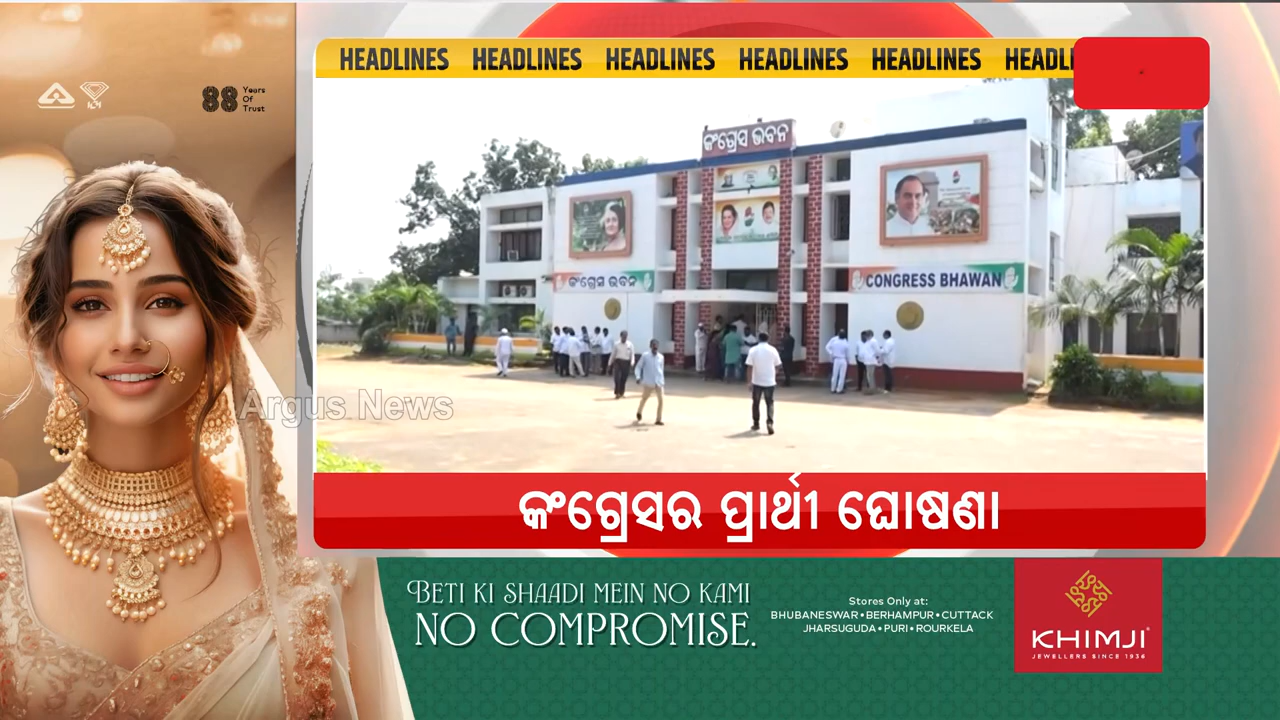 HEADLINES HEADLINES HEADLINES HEADLINES HEADLINES
88 Years
Of
Trust
କଂଗ୍ରେସ ଭବନ
କଂଗ୍ରେସ ଭବନ
CONGRESS BHAWAN
Argus News
କଂଗ୍ରେସର ପ୍ରାର୍ଥୀ ଘୋଷଣା
BETI KI SHAADI MEIN NO KAMI
NO COMPROMISE.
Stores Only at:
BHUBANESWAR • BERHAMPUR • CUTTACK
JHARSUGUDA • PURI • ROURKELA
KHIMJI
JEWELLERS SINCE 1936